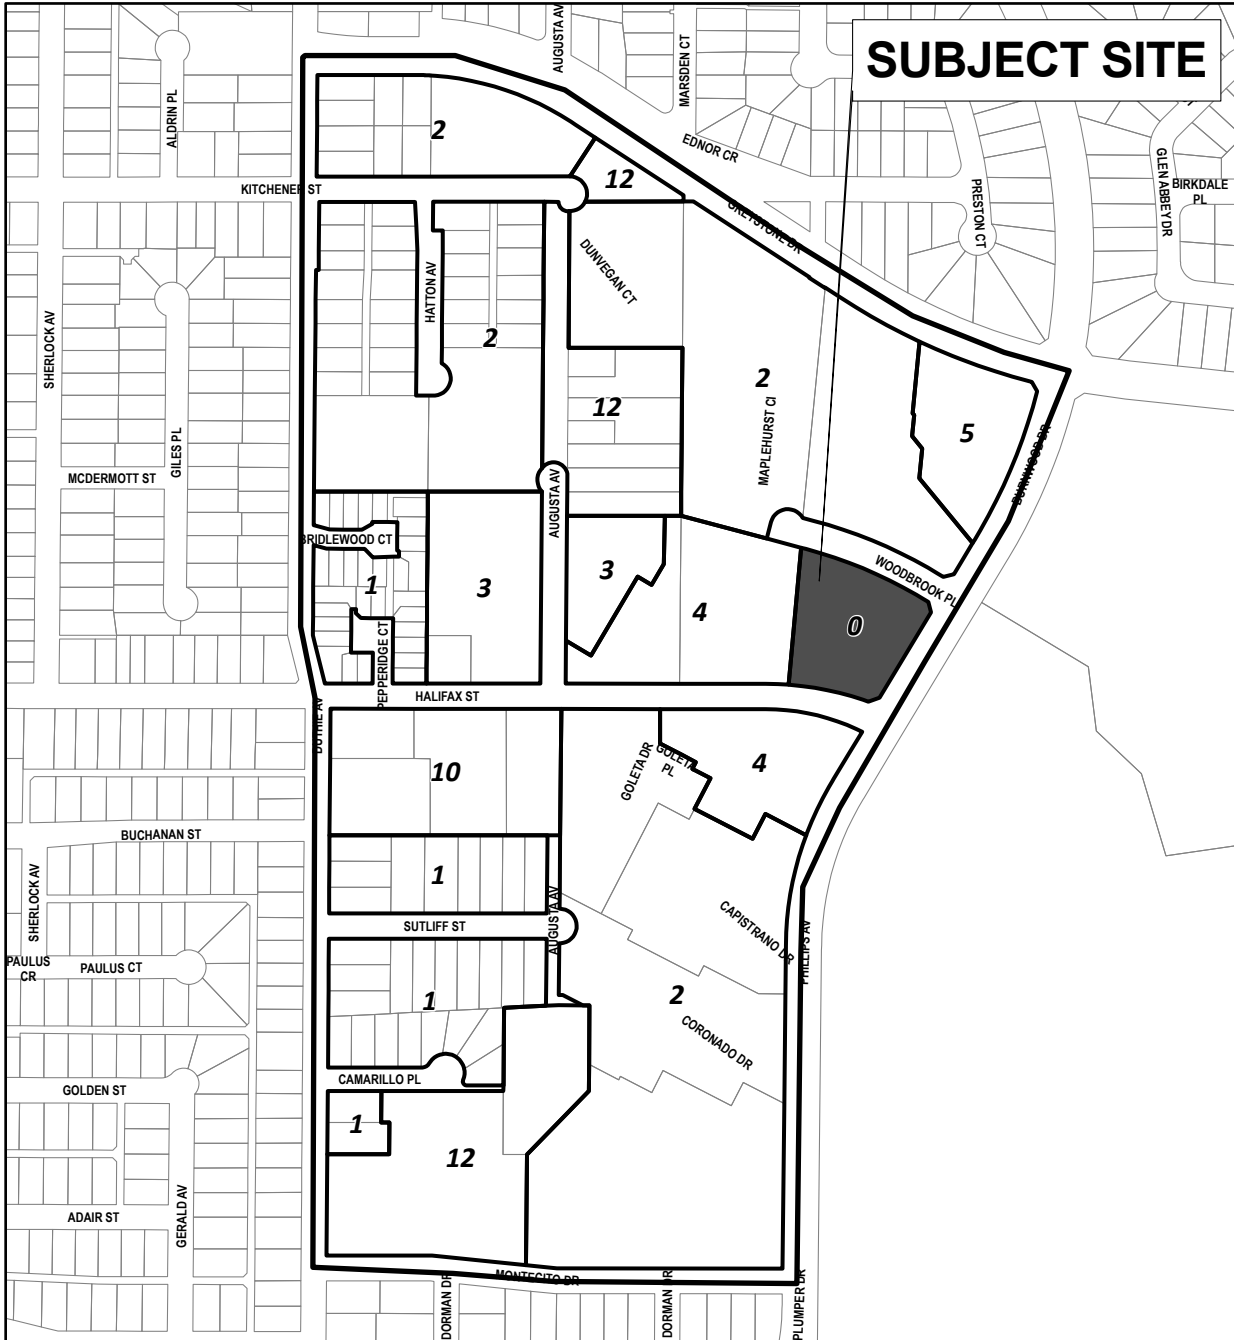 AUGUSTA AV
MARSDEN CT
SUBJECT SITE
ALDRIN PL
2
EDNOR CR
KITCHENER ST
12
GREYSTONE DR
PRESTON CT
GLEN ABBEY DR
BIRKDALE
PL
DUNVEGAN CT
HATTON AV
SHERLOCK AV
2
2
12
MAPLEHURST CI
5
GILES PL
BURNWOOD DR
MCDERMOTT ST
AUGUSTA AV
BRIDLEWOOD CT
1
3
3
4
WOODBROOK PL
0
PEPPERIDGE CT
HALIFAX ST
DUTHIE AV
10
GOLETA DR
GOLETA
PL
4
BUCHANAN ST
SHERLOCK AV
1
AUGUSTA AV
SUTLIFF ST
CAPISTRANO DR
PHILLIPS AV
PAULUS
CR
PAULUS CT
1
2
CORONADO DR
GOLDEN ST
CAMARILLO PL
1
12
ADAIR ST
GERALD AV
MONTECITO DR
DORMAN DR
DORMAN DR
PLUMPER DR